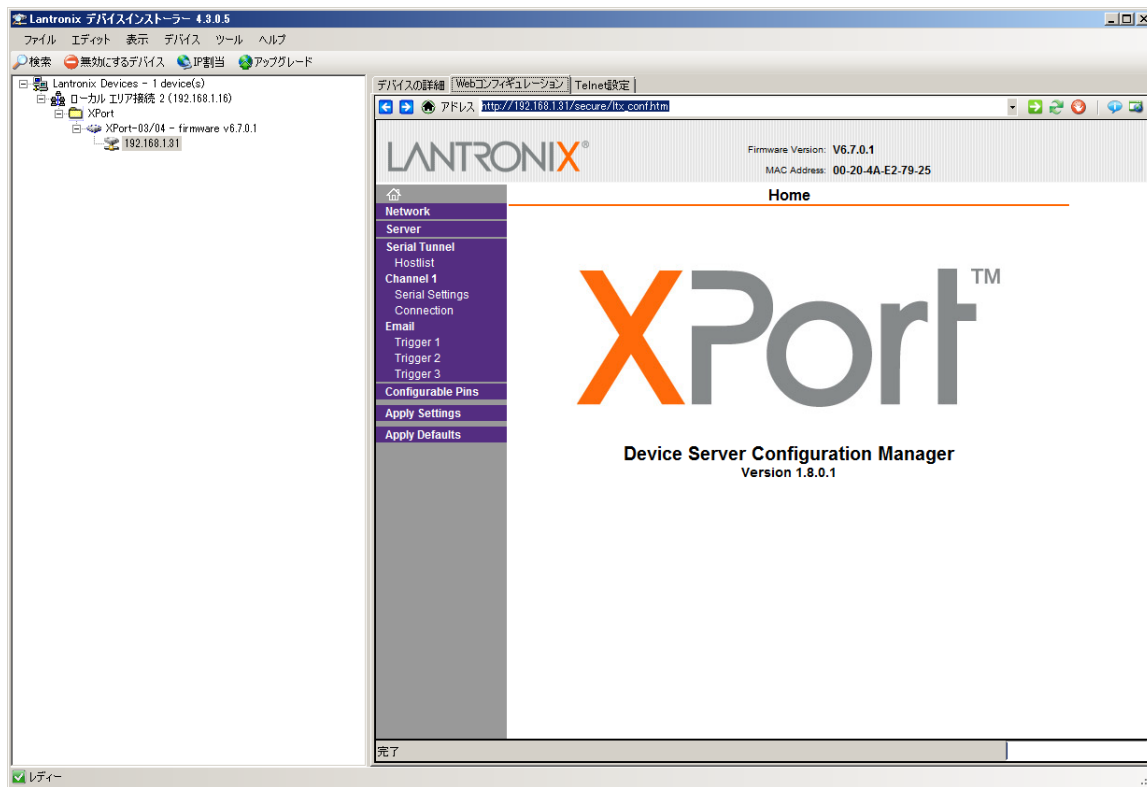 Lantronix デバイスインストーラー 4.3.0.5
ファイル エディット 表示 デバイス ツール ヘルプ
検索 無効にするデバイス IP割当 アップグレード
Lantronix Devices - 1 device(s)
ローカル エリア接続 2 (192.168.1.16)
XPort
XPort-03/04 - firmware v6.7.0.1
192.168.1.31
デバイスの詳細 Webコンフィギュレーション Telnet設定
アドレス http://192.168.1.31/secure/ltx_conf.htm
LANTRONIX®
Firmware Version: V6.7.0.1
MAC Address: 00-20-4A-E2-79-25
Home
Network
Server
Serial Tunnel
Hostlist
Channel 1
Serial Settings
Connection
Email
Trigger 1
Trigger 2
Trigger 3
Configurable Pins
Apply Settings
Apply Defaults
XPort™
Device Server Configuration Manager
Version 1.8.0.1
完了
レディー